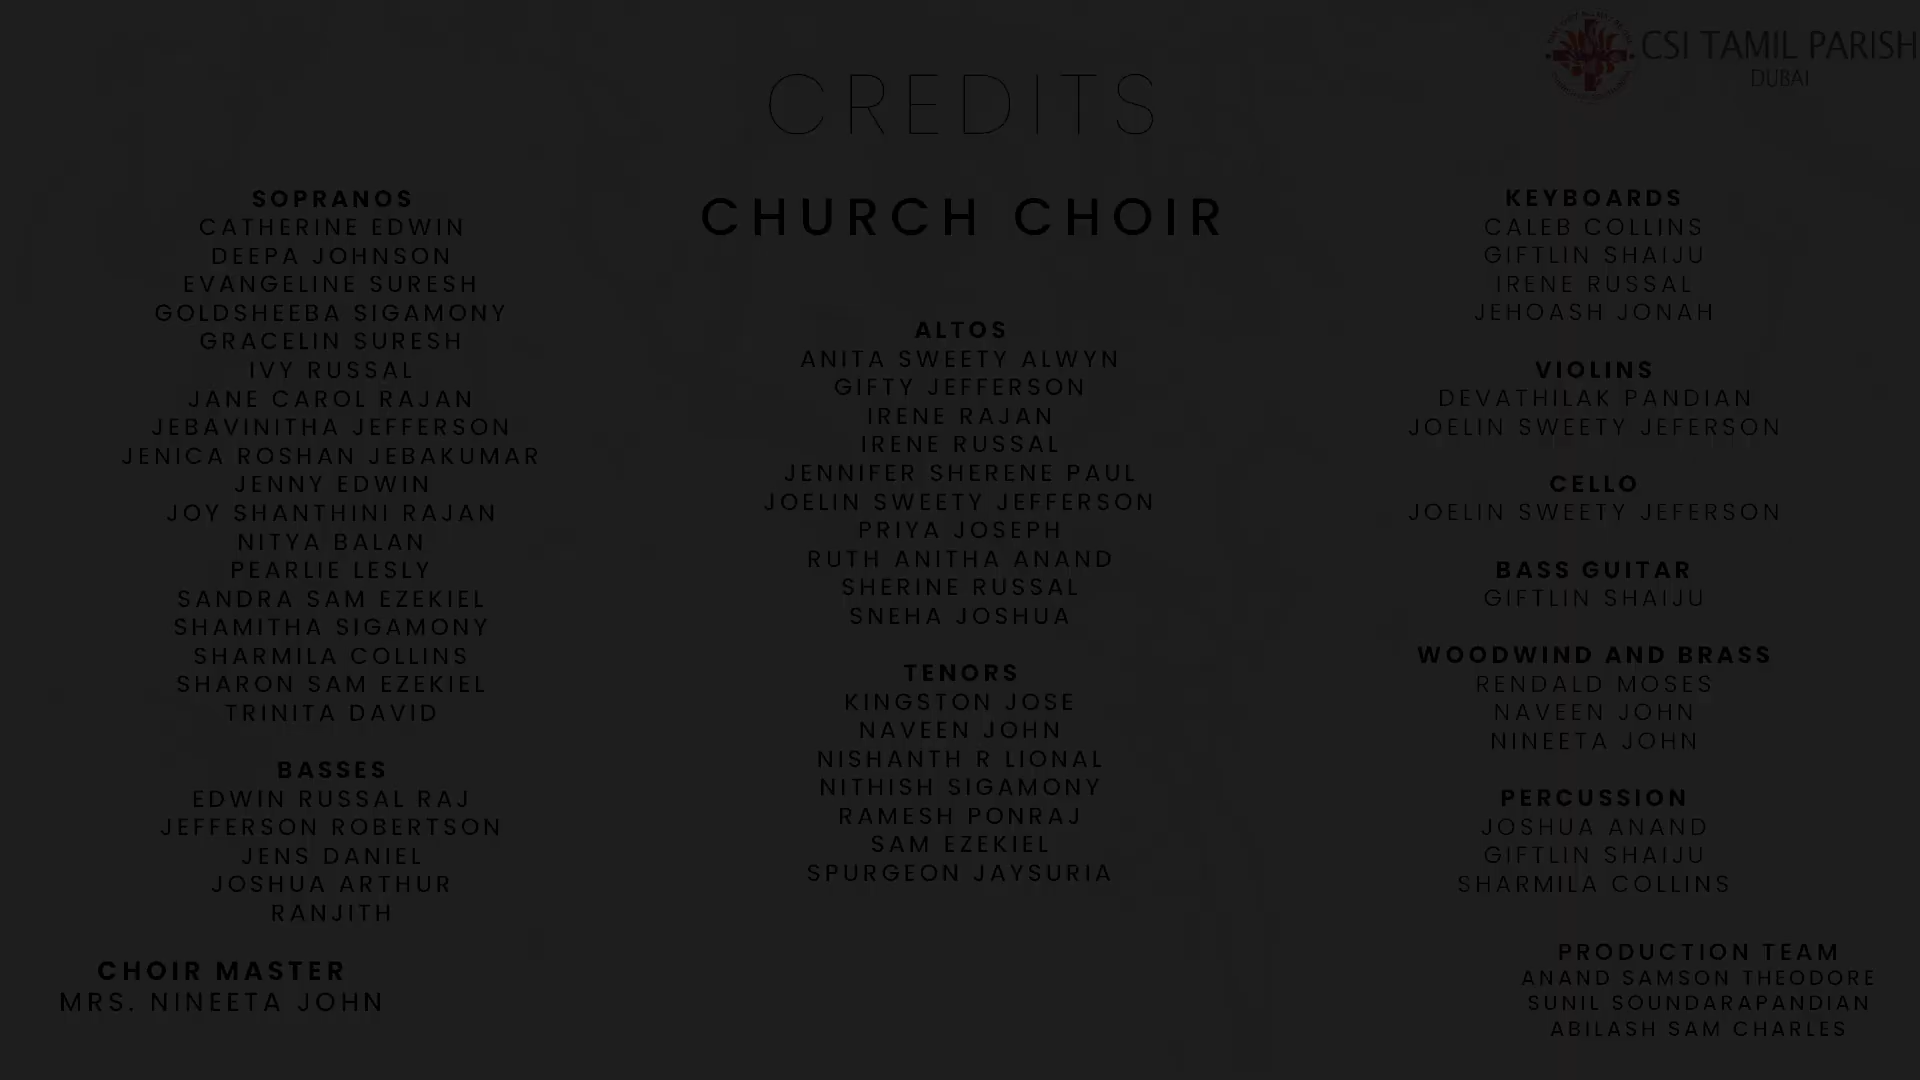 CSI TAMIL PARISH
DUBAI
CREDITS
CHURCH CHOIR
SOPRANOS
CATHERINE EDWIN
DEEPA JOHNSON
EVANGELINE SURESH
GOLDSHEEBA SIGAMONY
GRACELIN SURESH
IVY RUSSAL
JANE CAROL RAJAN
JEBAVINITHA JEFFERSON
JENICA ROSHAN JEBAKUMAR
JENNY EDWIN
JOY SHANTHINI RAJAN
NITYA BALAN
PEARLIE LESLY
SANDRA SAM EZEKIEL
SHAMITHA SIGAMONY
SHARMILA COLLINS
SHARON SAM EZEKIEL
TRINITA DAVID
BASSES
EDWIN RUSSAL RAJ
JEFFERSON ROBERTSON
JENS DANIEL
JOSHUA ARTHUR
RANJITH
CHOIR MASTER
MRS. NINEETA JOHN
ALTOS
ANITA SWEETY ALWYN
GIFTY JEFFERSON
IRENE RAJAN
IRENE RUSSAL
JENNIFER SHERENE PAUL
JOELIN SWEETY JEFFERSON
PRIYA JOSEPH
RUTH ANITHA ANAND
SHERINE RUSSAL
SNEHA JOSHUA
TENORS
KINGSTON JOSE
NAVEEN JOHN
NISHANTH R LIONAL
NITHISH SIGAMONY
RAMESH PONRAJ
SAM EZEKIEL
SPURGEON JAYSURIA
KEYBOARDS
CALEB COLLINS
GIFTLIN SHAIJU
IRENE RUSSAL
JEHOASH JONAH
VIOLINS
DEVATHILAK PANDIAN
JOELIN SWEETY JEFERSON
CELLO
JOELIN SWEETY JEFERSON
BASS GUITAR
GIFTLIN SHAIJU
WOODWIND AND BRASS
RENDALD MOSES
NAVEEN JOHN
NINEETA JOHN
PERCUSSION
JOSHUA ANAND
GIFTLIN SHAIJU
SHARMILA COLLINS
PRODUCTION TEAM
ANAND SAMSON THEODORE
SUNIL SOUNDARAPANDIAN
ABILASH SAM CHARLES